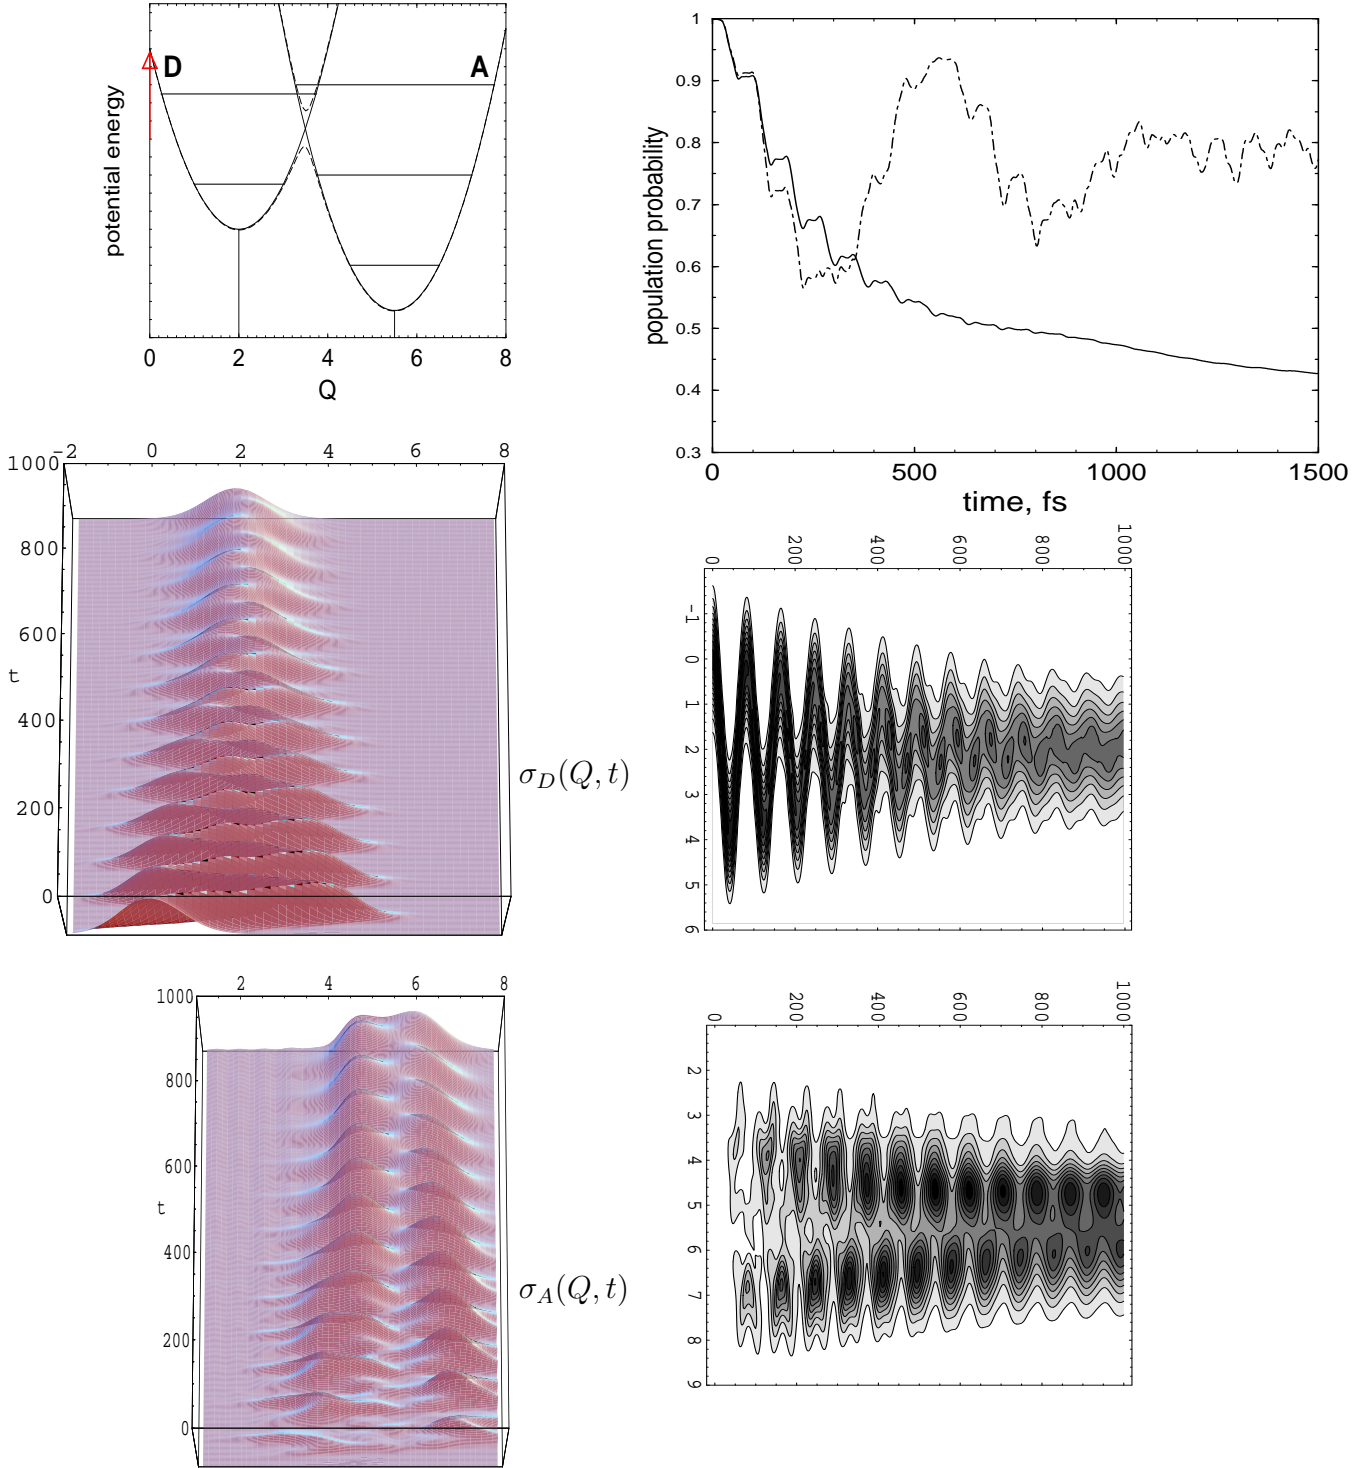 D
A
potential energy
0 2 4 6 8
Q
1
0.9
0.8
0.7
0.6
0.5
0.4
0.3
population probability
0 500 1000 1500
time, fs
-2 0 2 4 6 8
1000
800
600
t
400
200
0
σ_D(Q, t)
0 200 400 600 800 1000
-1
0
1
2
3
4
5
6
2 4 6 8
1000
800
600
t
400
200
0
σ_A(Q, t)
0 200 400 600 800 1000
2
3
4
5
6
7
8
9